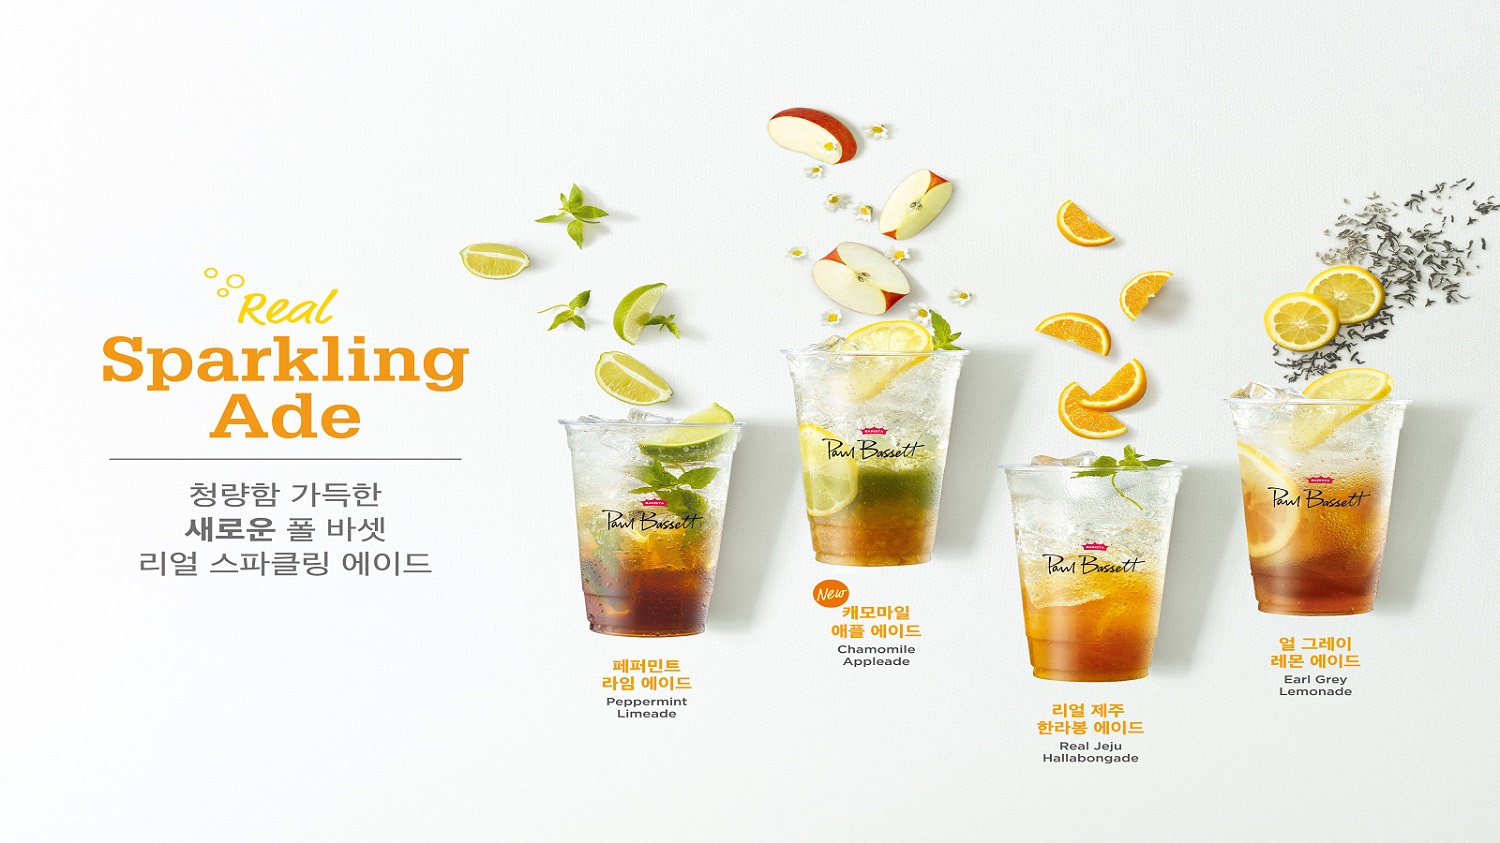 Real
Sparkling
Ade
청량함 가득한
새로운 폴 바셋
리얼 스파클링 에이드
BARISTA
Paul Bassett
페퍼민트
라임 에이드
Peppermint
Limeade
BARISTA
Paul Bassett
New
캐모마일
애플 에이드
Chamomile
Appleade
BARISTA
Paul Bassett
리얼 제주
한라봉 에이드
Real Jeju
Hallabongade
BARISTA
Paul Bassett
얼 그레이
레몬 에이드
Earl Grey
Lemonade